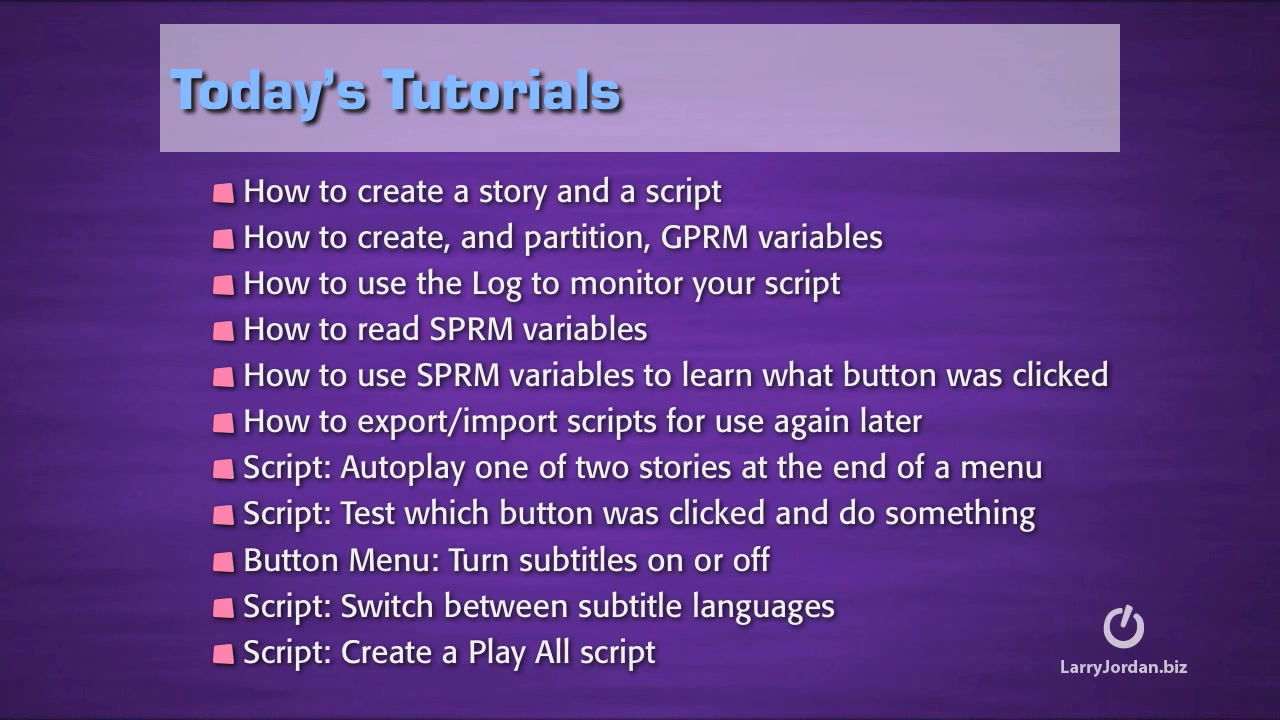 Today's Tutorials
How to create a story and a script
How to create, and partition, GPRM variables
How to use the Log to monitor your script
How to read SPRM variables
How to use SPRM variables to learn what button was clicked
How to export/import scripts for use again later
Script: Autoplay one of two stories at the end of a menu
Script: Test which button was clicked and do something
Button Menu: Turn subtitles on or off
Script: Switch between subtitle languages
Script: Create a Play All script
LarryJordan.biz